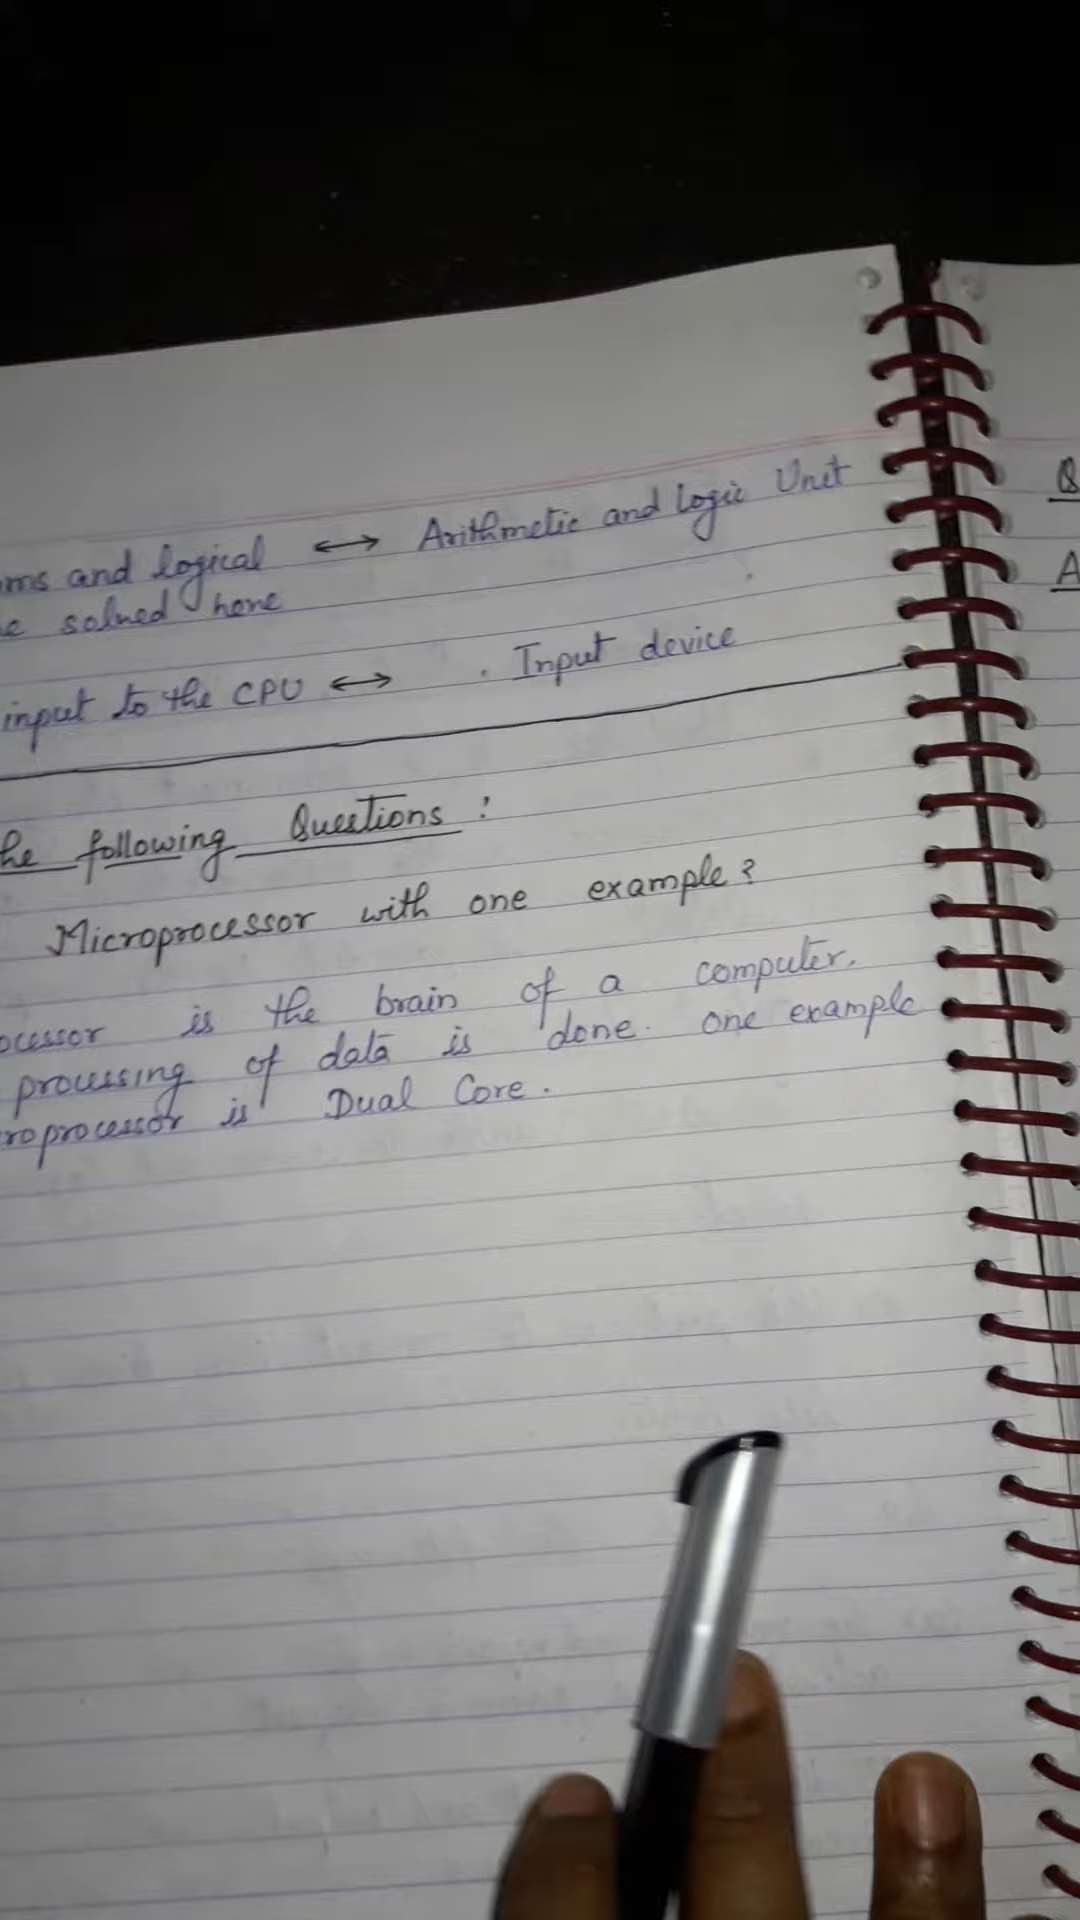 ms and logical ↔ Arithmetic and Logic Unit
e solved here
input to the CPU ↔ . Input device
he following Questions :
Microprocessor with one example?
ocessor is the brain of a computer.
processing of data is done. one example
roprocessor is Dual Core.
Q
A